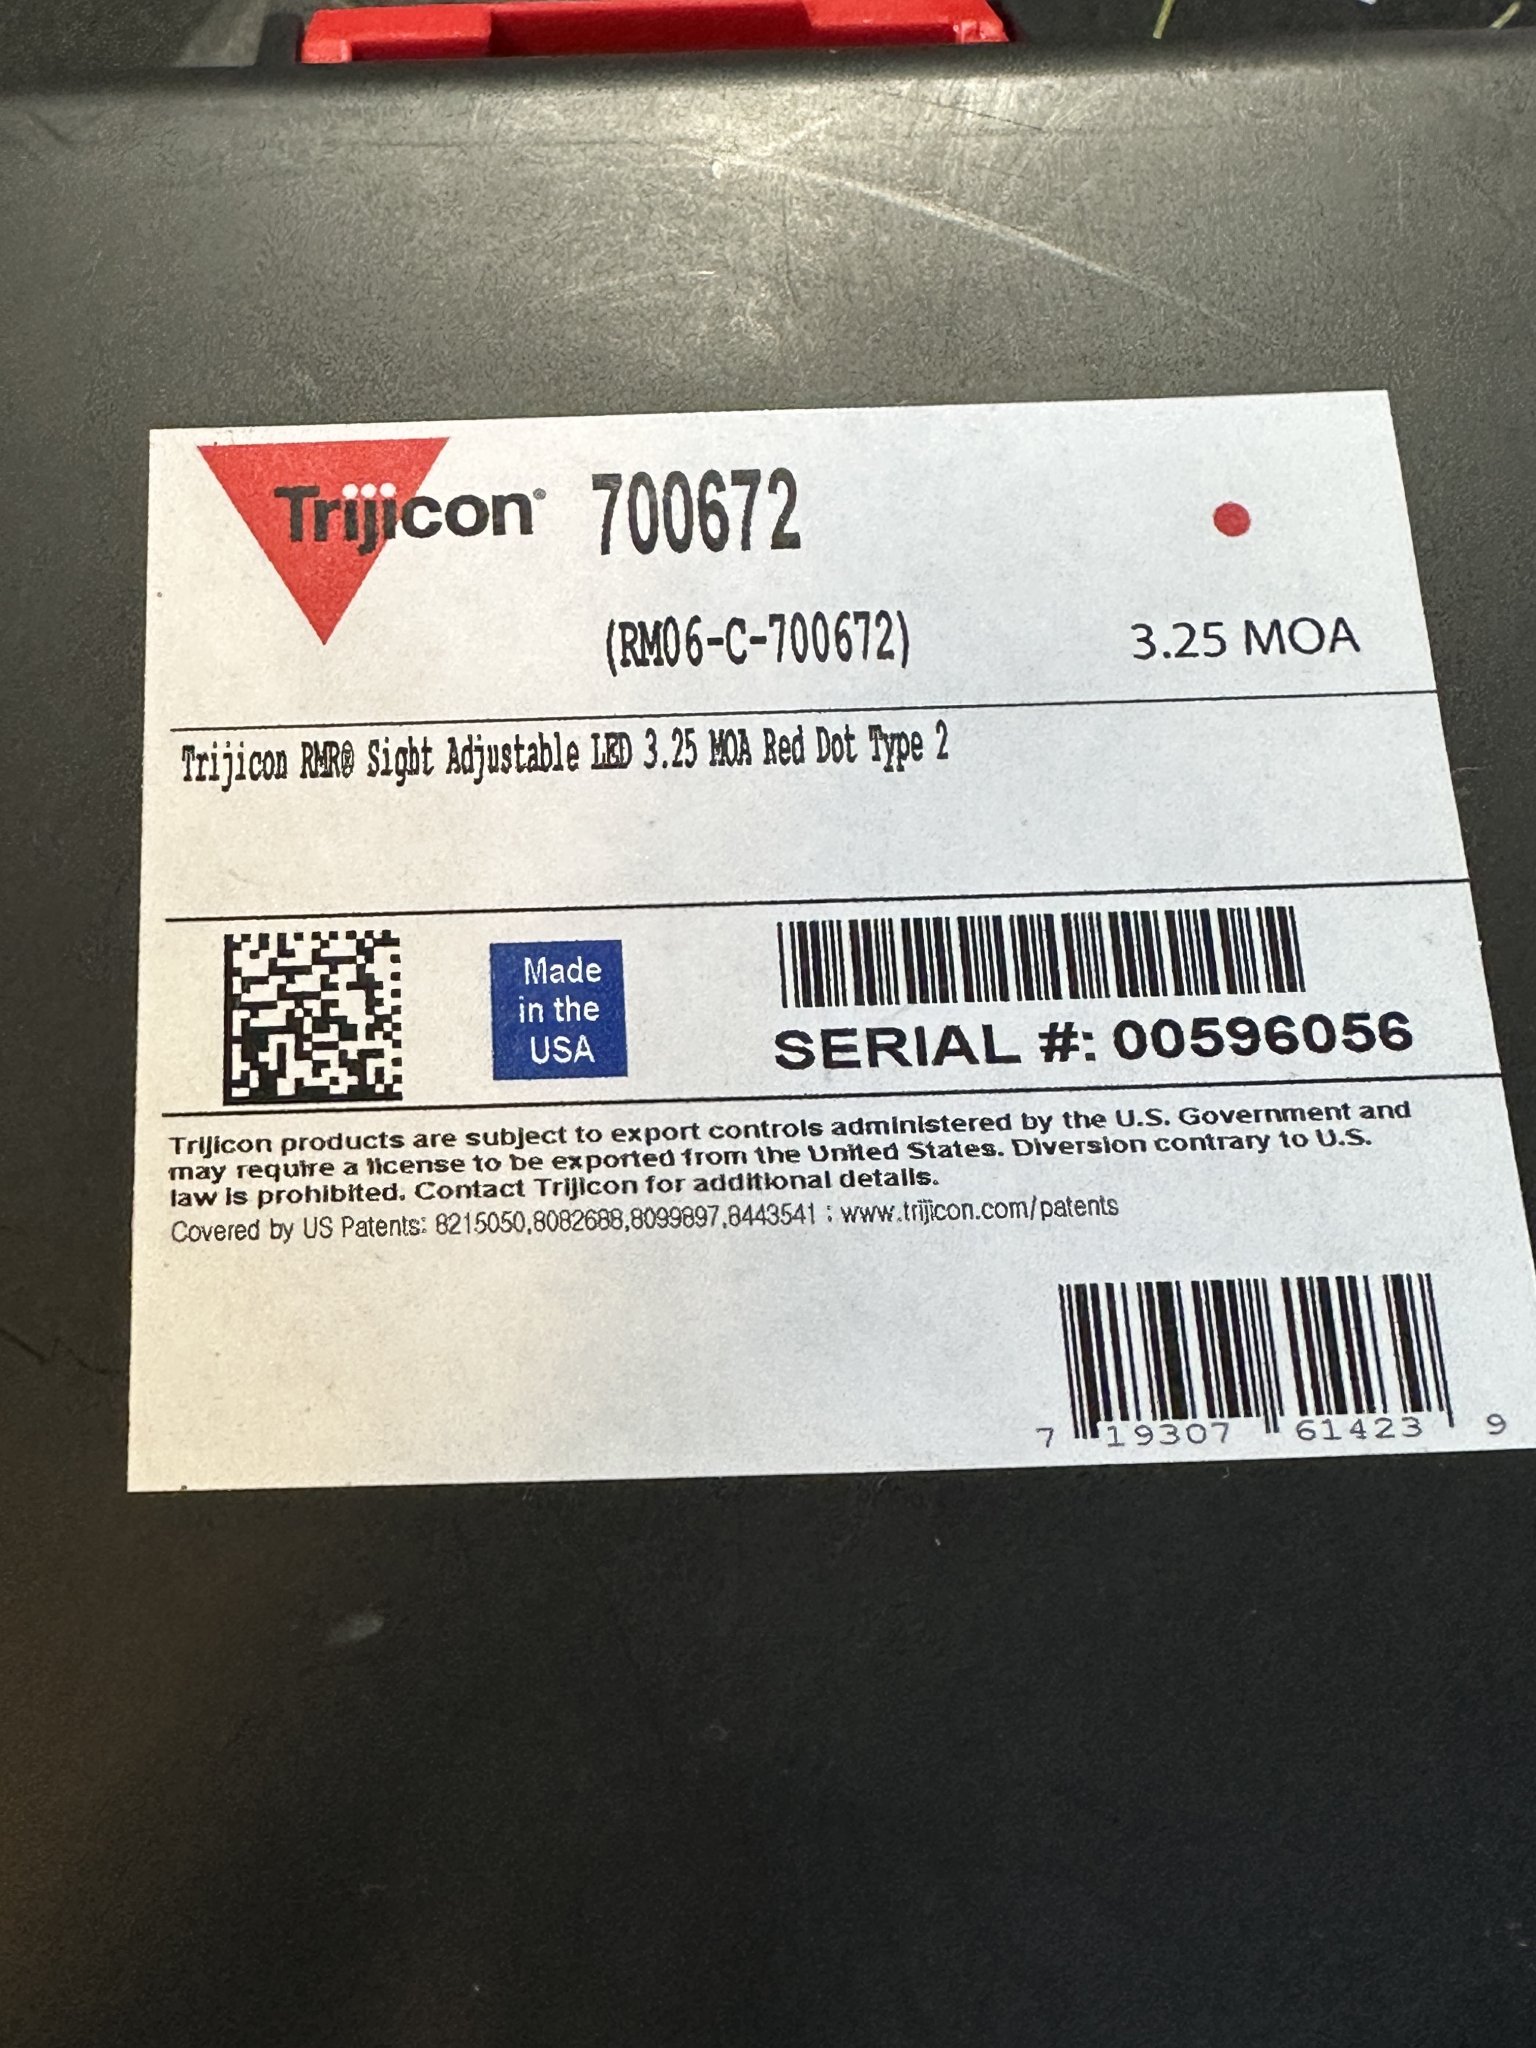 Trijicon® 700672
(RM06-C-700672)
3.25 MOA
Trijicon RMR® Sight Adjustable LED 3.25 MOA Red Dot Type 2
Made
in the
USA
SERIAL #: 00596056
Trijicon products are subject to export controls administered by the U.S. Government and
may require a license to be exported from the United States. Diversion contrary to U.S.
law is prohibited. Contact Trijicon for additional details.
Covered by US Patents: 8215050,8082688,8099897,8443541 ; www.trijicon.com/patents
7 19307 61423 9